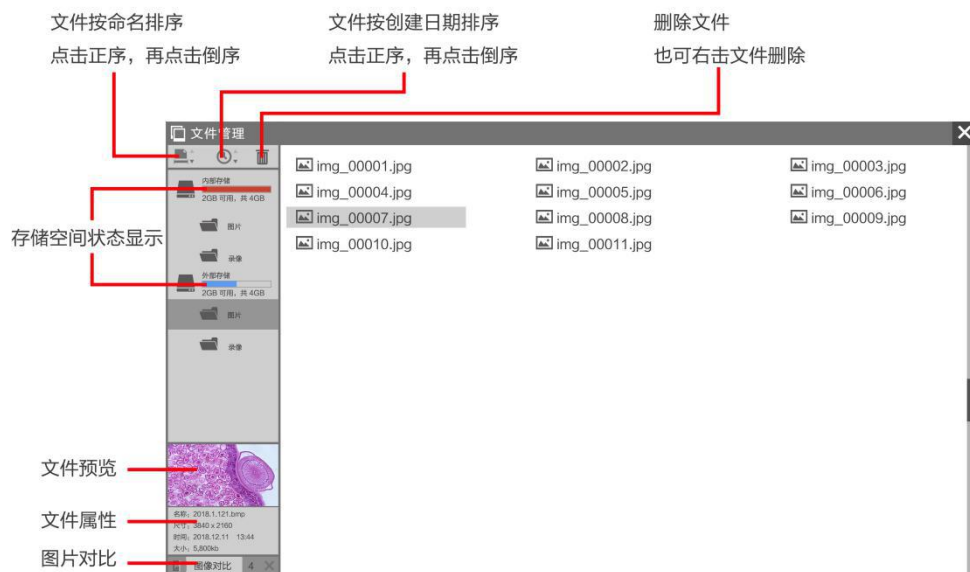 文件按命名排序
点击正序，再点击倒序
文件按创建日期排序
点击正序，再点击倒序
删除文件
也可右击文件删除
文件管理
img_00001.jpg
img_00002.jpg
img_00003.jpg
内部存储
2GB 可用，共 4GB
img_00004.jpg
img_00005.jpg
img_00006.jpg
图片
img_00007.jpg
img_00008.jpg
img_00009.jpg
存储空间状态显示
录像
img_00010.jpg
img_00011.jpg
外部存储
2GB 可用，共 4GB
图片
录像
文件预览
文件属性
名称：2018.1.121.bmp
尺寸：3840 x 2160
时间：2018.12.11 13:44
大小：5,800kb
图片对比
图像对比 4